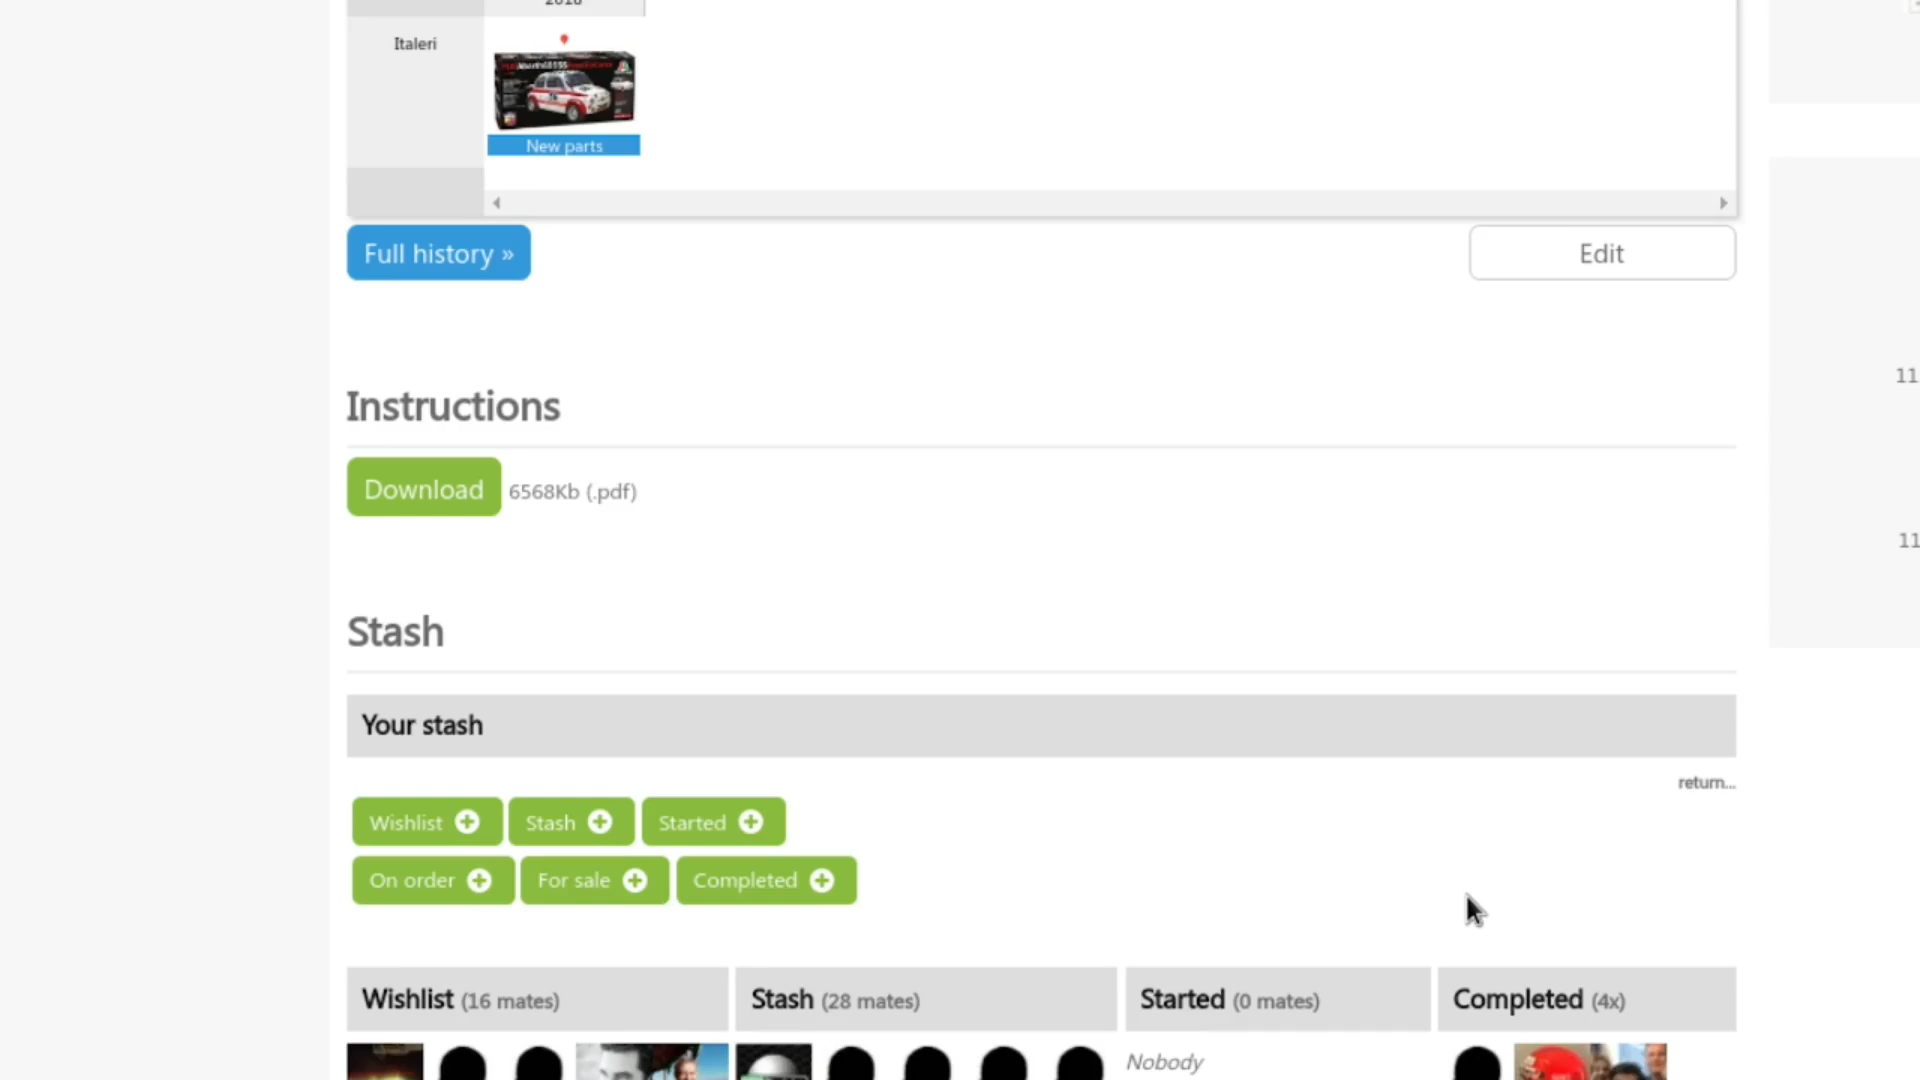 2018
Italeri
New parts
Full history »
Edit
Instructions
11
Download 6568Kb (.pdf)
11
Stash
Your stash
return...
Wishlist
Stash
Started
On order
For sale
Completed
Wishlist (16 mates)
Stash (28 mates)
Started (0 mates)
Completed (4x)
Nobody